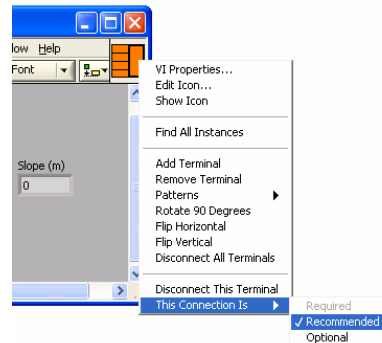 low Help
Font
VI Properties...
Edit Icon...
Show Icon
Find All Instances
Slope (m)
0
Add Terminal
Remove Terminal
Patterns
Rotate 90 Degrees
Flip Horizontal
Flip Vertical
Disconnect All Terminals
Disconnect This Terminal
This Connection Is
Required
Recommended
Optional